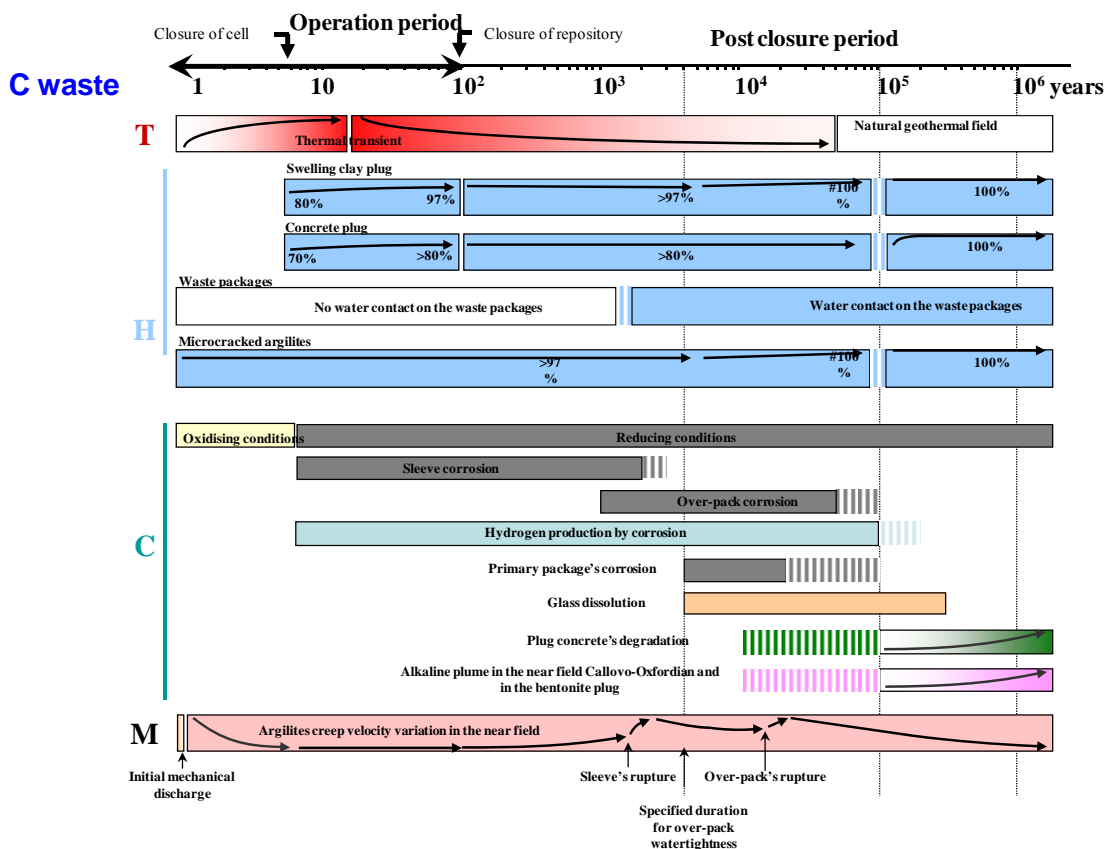 Operation period
Closure of cell
Closure of repository
Post closure period
C waste
1
10
10²
10³
10⁴
10⁵
10⁶ years
T
Thermal transient
Natural geothermal field
Swelling clay plug
80%
97%
>97%
#100
%
100%
Concrete plug
70%
>80%
>80%
100%
Waste packages
No water contact on the waste packages
Water contact on the waste packages
H
Microcracked argilites
>97
%
#100
%
100%
Oxidising conditions
Reducing conditions
Sleeve corrosion
Over-pack corrosion
C
Hydrogen production by corrosion
Primary package's corrosion
Glass dissolution
Plug concrete's degradation
Alkaline plume in the near field Callovo-Oxfordian and
in the bentonite plug
M
Argilites creep velocity variation in the near field
Initial mechanical
discharge
Sleeve's rupture
Over-pack's rupture
Specified duration
for over-pack
watertightness